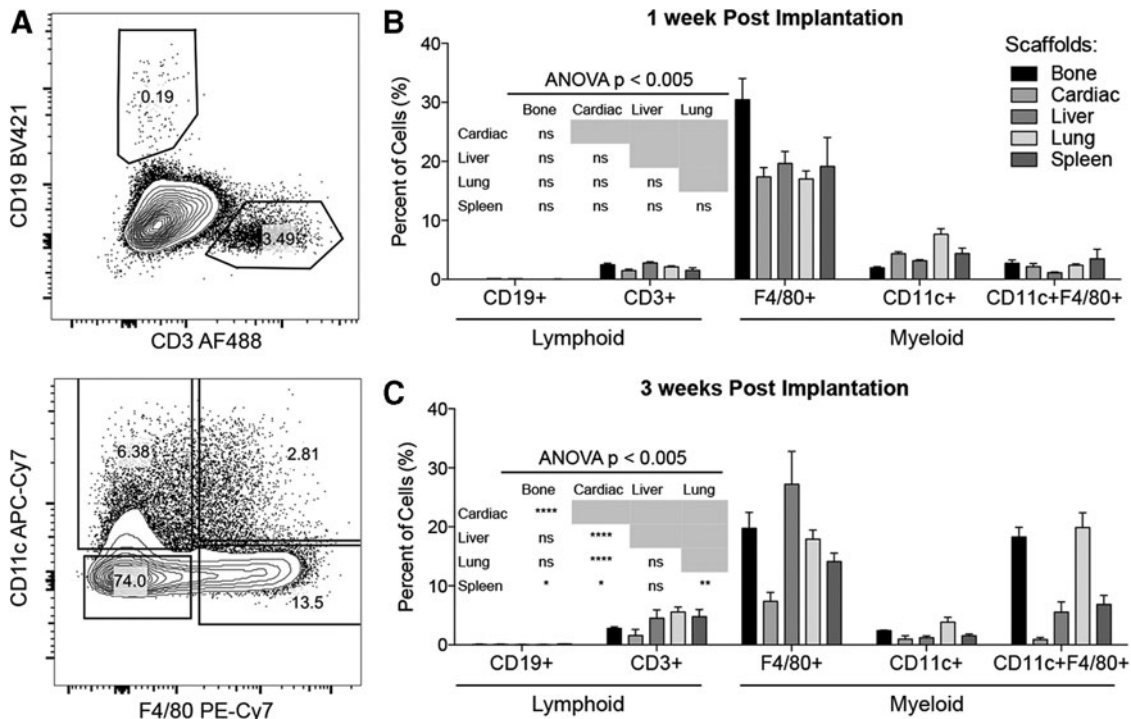 A
CD19 BV421
0.19
3.49
CD3 AF488
CD11c APC-Cy7
6.38
2.81
74.0
13.5
F4/80 PE-Cy7
B
1 week Post Implantation
Percent of Cells (%)
40
30
20
10
0
ANOVA p < 0.005
Bone Cardiac Liver Lung
Cardiac ns
Liver ns ns
Lung ns ns ns
Spleen ns ns ns ns
Scaffolds:
Bone
Cardiac
Liver
Lung
Spleen
CD19+ CD3+ F4/80+ CD11c+ CD11c+F4/80+
Lymphoid Myeloid
C
3 weeks Post Implantation
Percent of Cells (%)
40
30
20
10
0
ANOVA p < 0.005
Bone Cardiac Liver Lung
Cardiac ****
Liver ns ****
Lung ns **** ns
Spleen * * ns **
CD19+ CD3+ F4/80+ CD11c+ CD11c+F4/80+
Lymphoid Myeloid